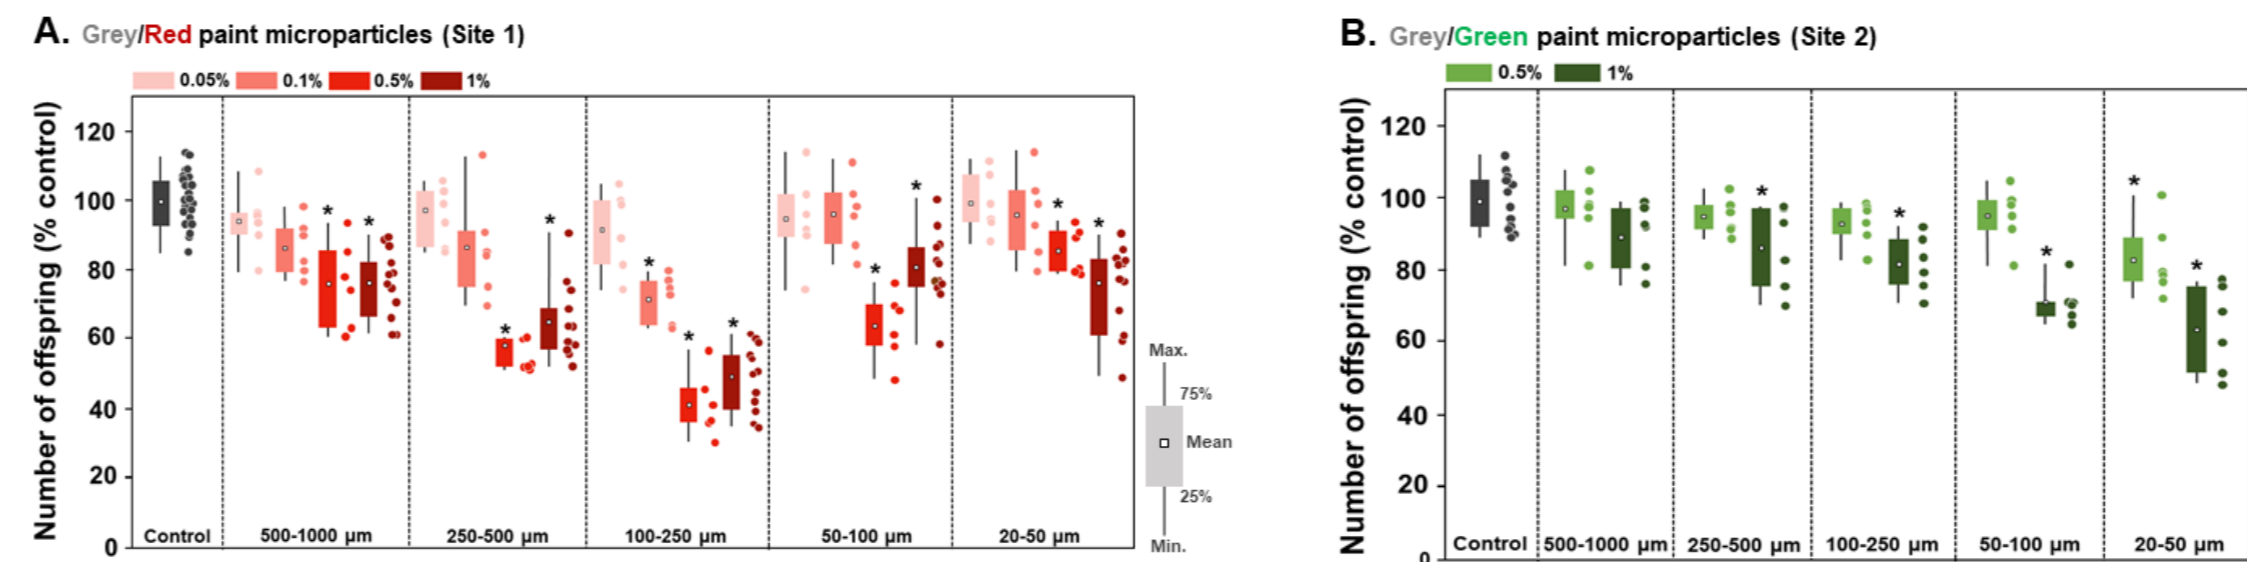 A. Grey/Red paint microparticles (Site 1)
0.05% 0.1% 0.5% 1%
Number of offspring (% control)
120
100
80
60
40
20
0
* * * * * * * * * * *
Control 500-1000 µm 250-500 µm 100-250 µm 50-100 µm 20-50 µm
Max.
75%
Mean
25%
Min.
B. Grey/Green paint microparticles (Site 2)
0.5% 1%
Number of offspring (% control)
120
100
80
60
40
20
0
* * * * *
Control 500-1000 µm 250-500 µm 100-250 µm 50-100 µm 20-50 µm